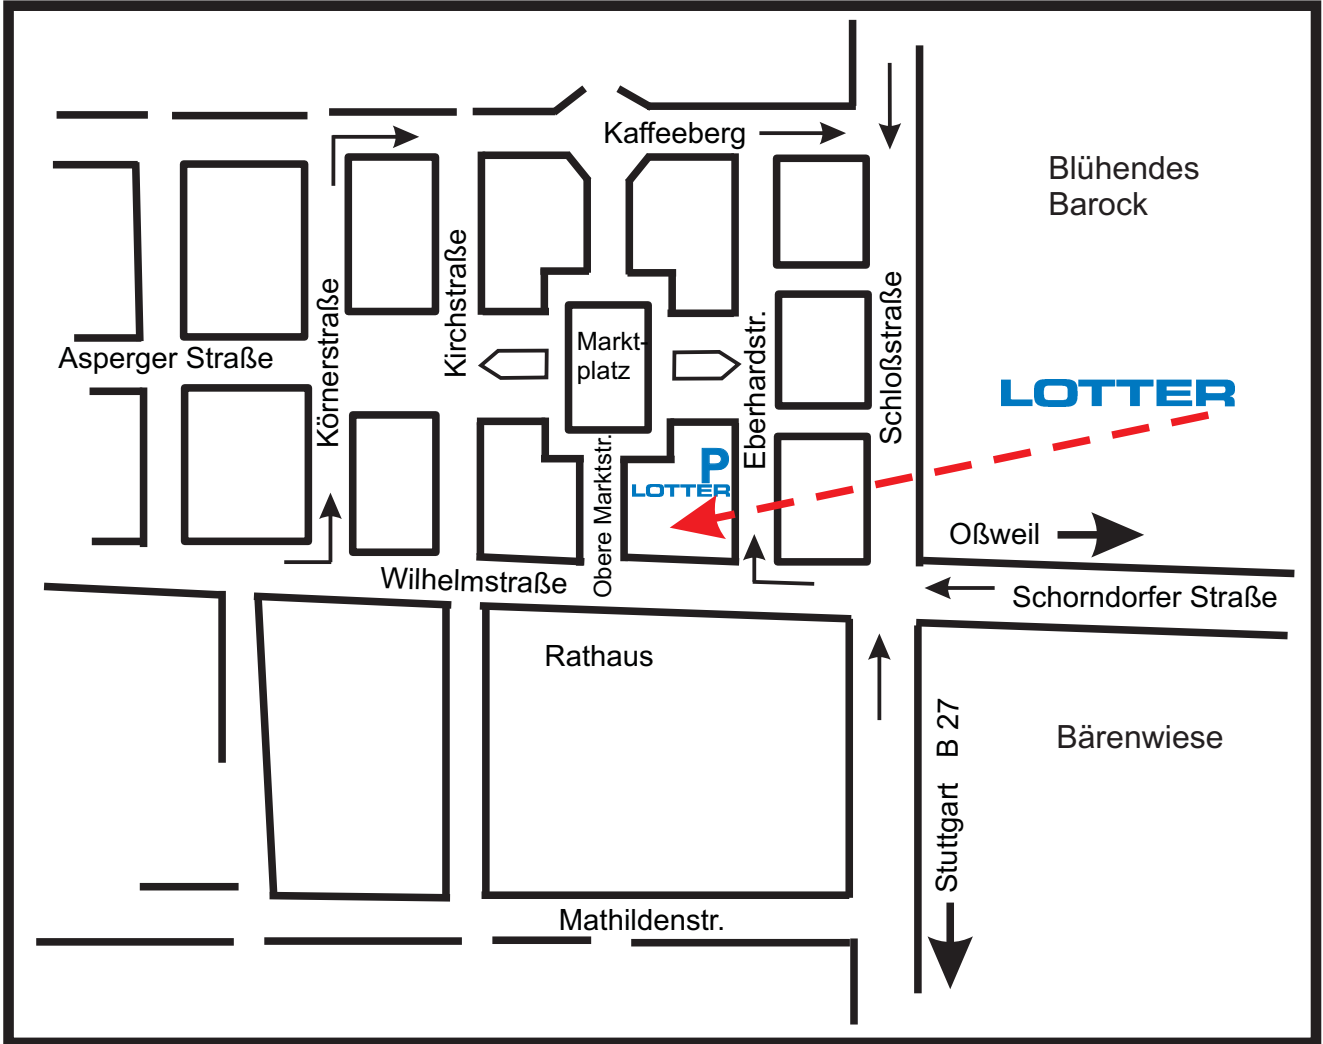 Kaffeeberg
Blühendes
Barock
Kirchstraße
Körnerstraße
Asperger Straße
Markt-
platz
Eberhardstr.
Schloßstraße
LOTTER
P
LOTTER
Obere Marktstr.
Oßweil
Wilhelmstraße
Schorndorfer Straße
Rathaus
Stuttgart B 27
Bärenwiese
Mathildenstr.